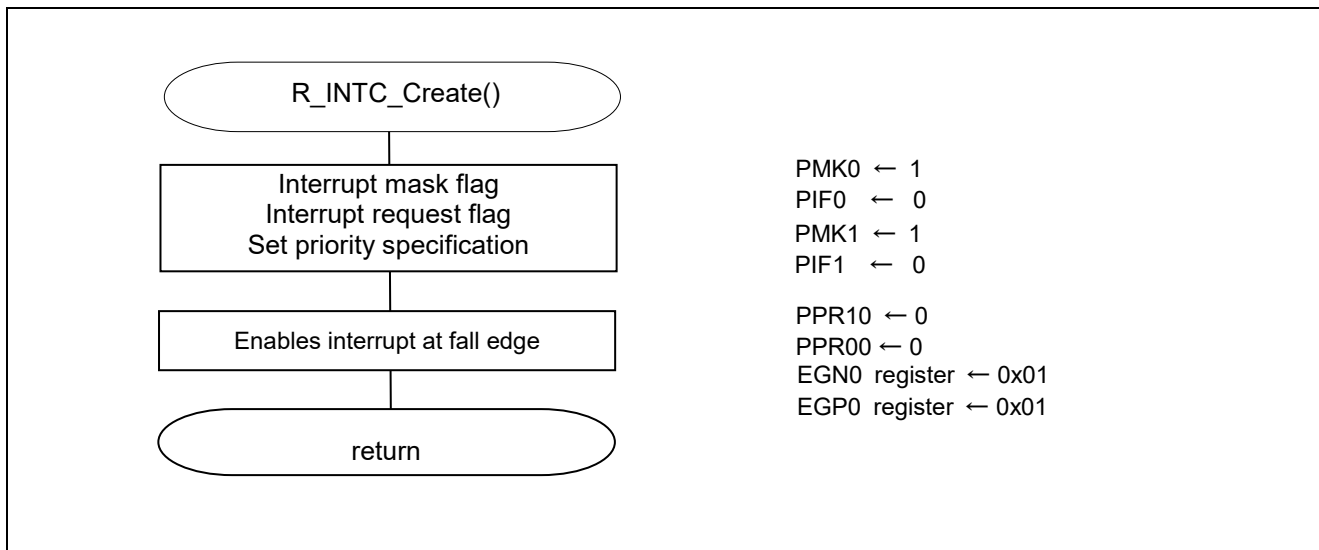 R_INTC_Create()
Interrupt mask flag
Interrupt request flag
Set priority specification
PMK0 ← 1
PIF0 ← 0
PMK1 ← 1
PIF1 ← 0
Enables interrupt at fall edge
PPR10 ← 0
PPR00 ← 0
EGN0 register ← 0x01
EGP0 register ← 0x01
return